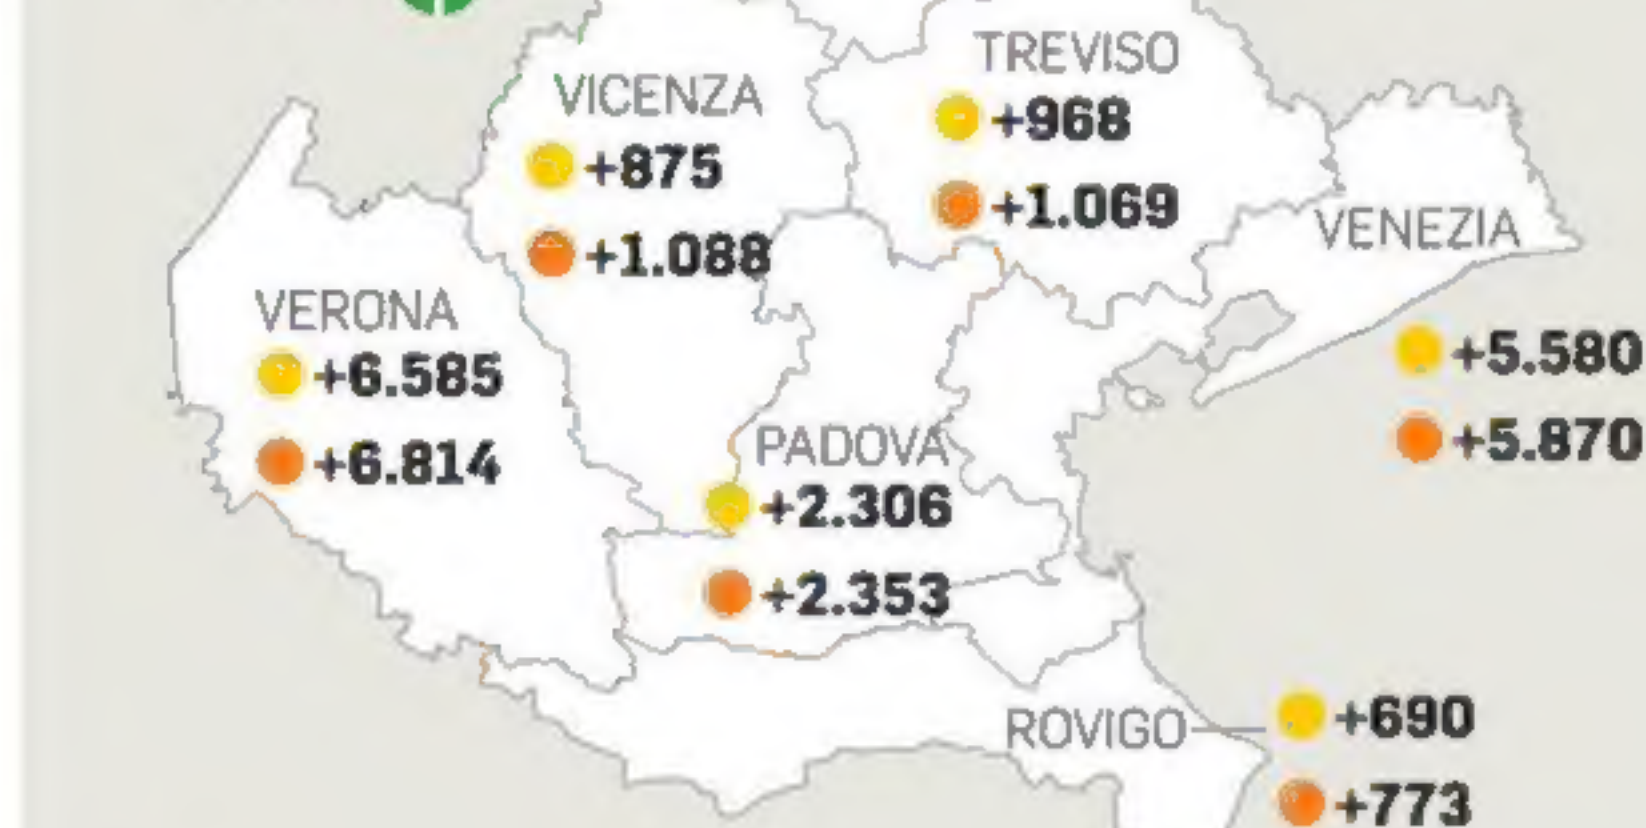 TREVISO
+968
+1.069
VICENZA
+875
+1.088
VENEZIA
+5.580
+5.870
VERONA
+6.585
+6.814
PADOVA
+2.306
+2.353
ROVIGO
+690
+773